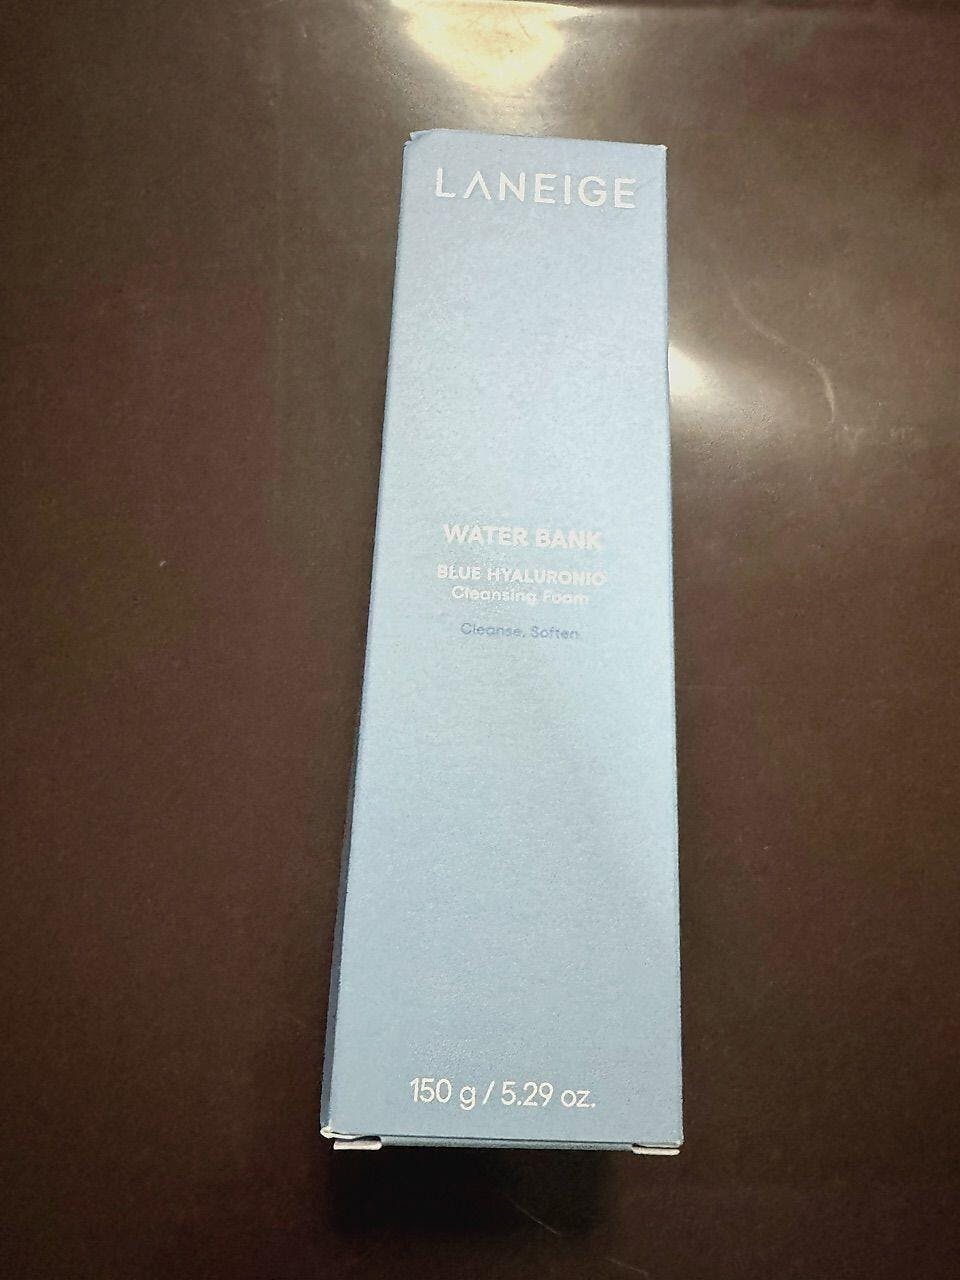 LANEIGE
WATER BANK
BLUE HYALURONIC
Cleansing Foam
Cleanse, Soften
150 g / 5.29 oz.